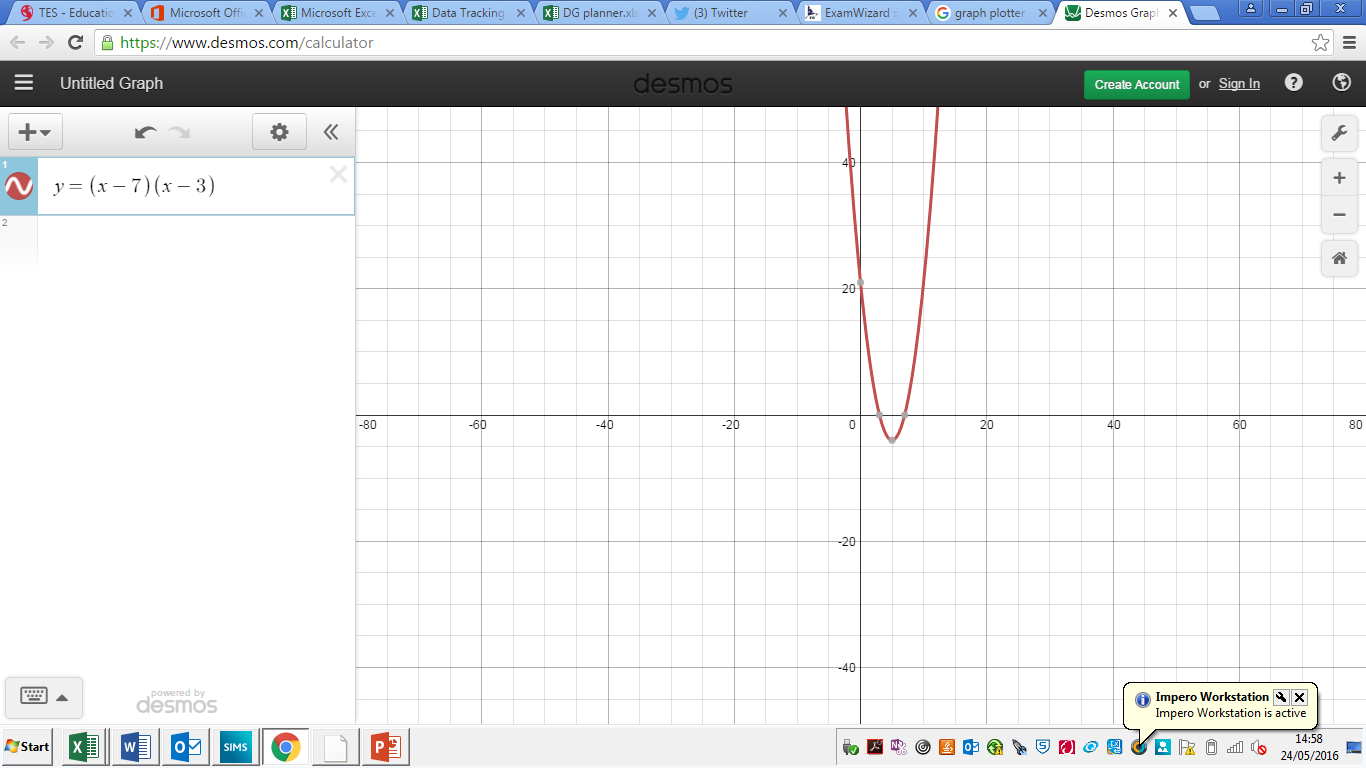 TES - Educatio
Microsoft Offi
Microsoft Exce
Data Tracking
DG planner.xls
(3) Twitter
ExamWizard ::
graph plotter
Desmos Grap
https://www.desmos.com/calculator
Untitled Graph
desmos
Create Account or Sign In ?
1
y = (x − 7)(x − 3)
2
40
20
-80 -60 -40 -20 0 20 40 60 80
-20
-40
powered by
desmos
Impero Workstation
Impero Workstation is active
Start
SIMS
14:58
24/05/2016